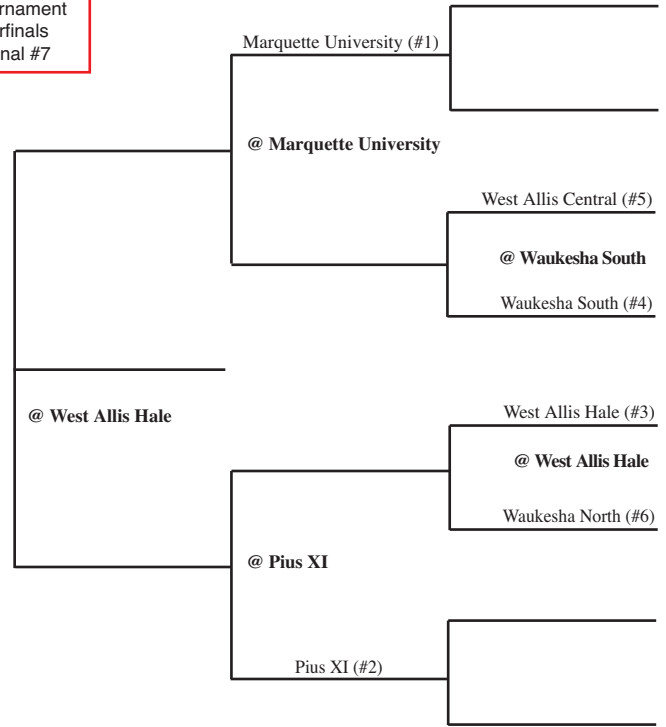 rfinals
nal #7
Marquette University (#1)
@ Marquette University
West Allis Central (#5)
@ Waukesha South
Waukesha South (#4)
@ West Allis Hale
West Allis Hale (#3)
@ West Allis Hale
Waukesha North (#6)
@ Pius XI
Pius XI (#2)